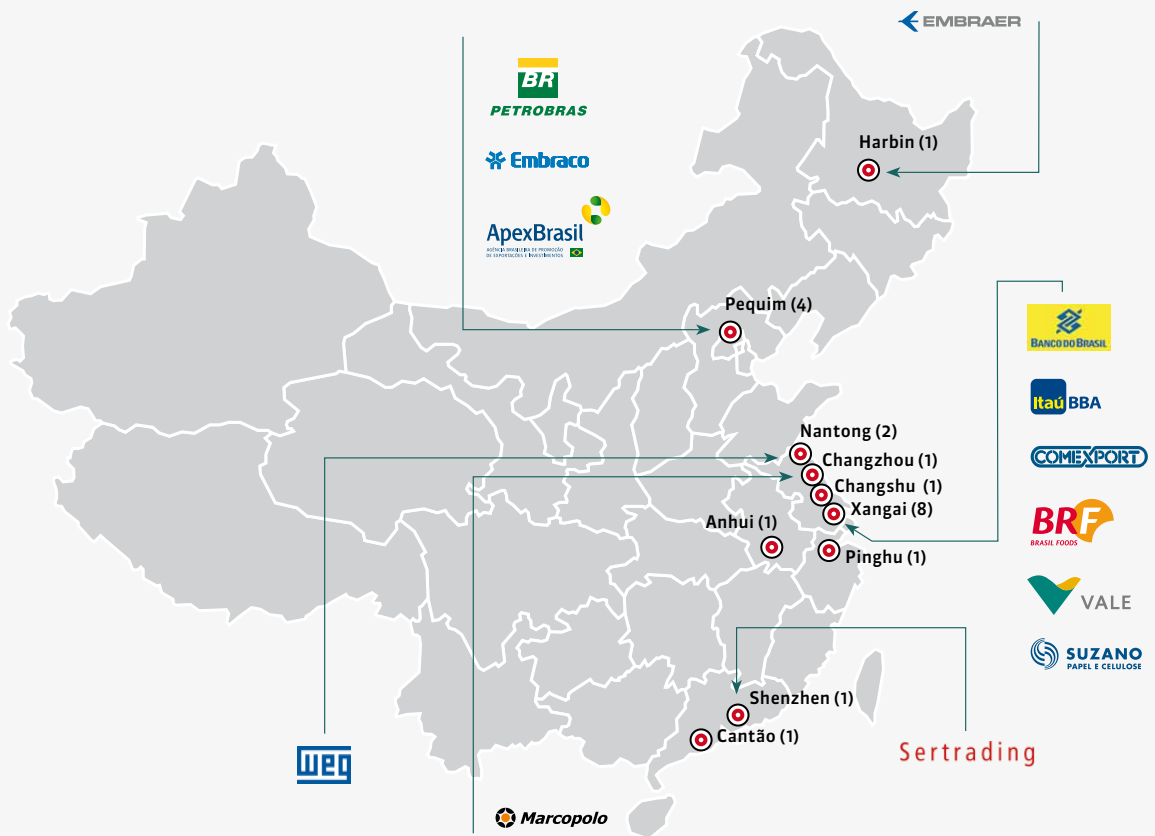 EMBRAER
BR
PETROBRAS
Embraco
ApexBrasil
AGÊNCIA BRASILEIRA DE PROMOÇÃO
DE EXPORTAÇÕES E INVESTIMENTOS
Harbin (1)
Pequim (4)
BANCO DO BRASIL
Itaú BBA
COMEXPORT
BRF
BRASIL FOODS
VALE
SUZANO
PAPEL E CELULOSE
Nantong (2)
Changzhou (1)
Changshu (1)
Xangai (8)
Anhui (1)
Pinghu (1)
Shenzhen (1)
Cantão (1)
Sertrading
weg
Marcopolo